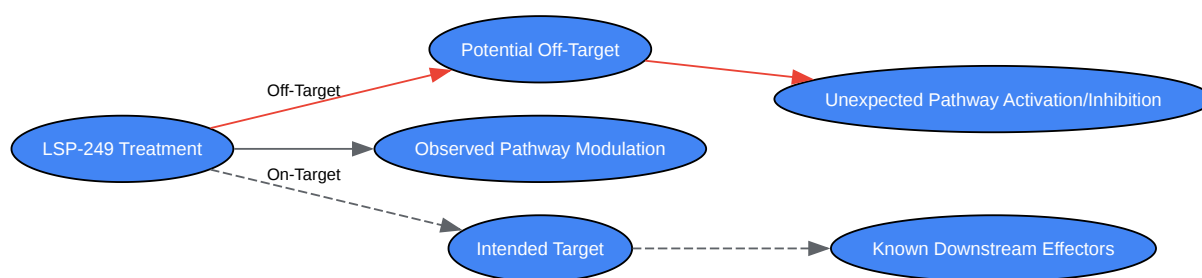 Potential Off-Target
Off-Target
Unexpected Pathway Activation/Inhibition
LSP-249 Treatment
Observed Pathway Modulation
On-Target
Intended Target
Known Downstream Effectors